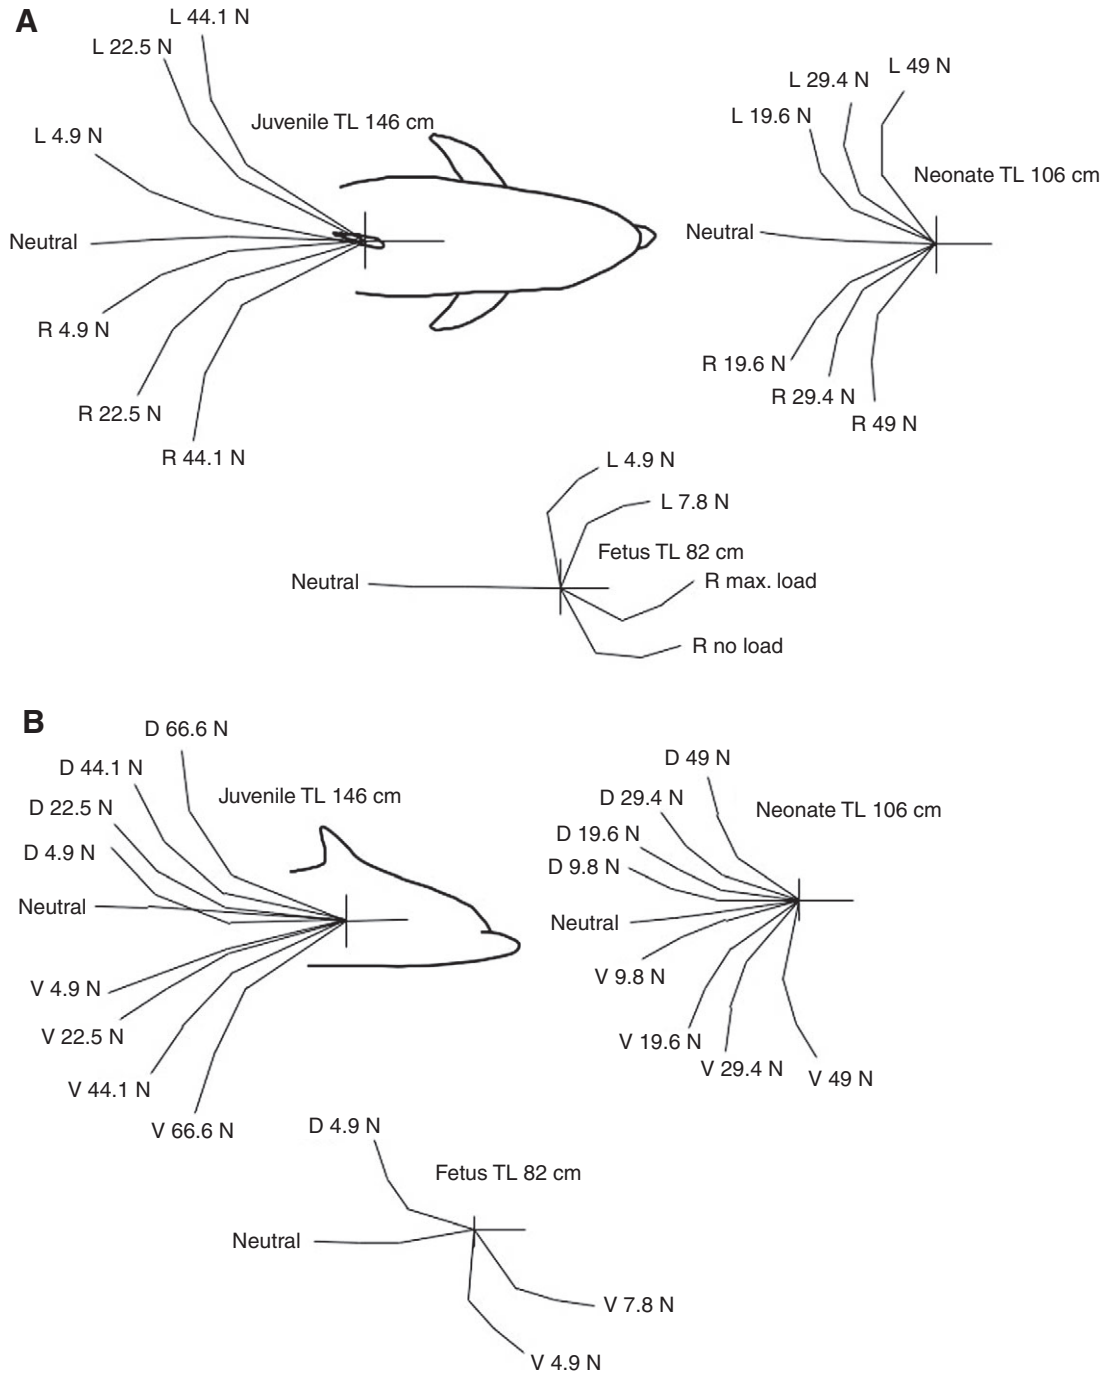 A
L 44.1 N
L 22.5 N
L 4.9 N
Juvenile TL 146 cm
Neutral
R 4.9 N
R 22.5 N
R 44.1 N
L 49 N
L 29.4 N
L 19.6 N
Neonate TL 106 cm
Neutral
R 19.6 N
R 29.4 N
R 49 N
L 4.9 N
L 7.8 N
Fetus TL 82 cm
Neutral
R max. load
R no load
B
D 66.6 N
D 44.1 N
D 22.5 N
D 4.9 N
Juvenile TL 146 cm
Neutral
V 4.9 N
V 22.5 N
V 44.1 N
V 66.6 N
D 49 N
D 29.4 N
D 19.6 N
D 9.8 N
Neonate TL 106 cm
Neutral
V 9.8 N
V 19.6 N
V 29.4 N
V 49 N
D 4.9 N
Fetus TL 82 cm
Neutral
V 7.8 N
V 4.9 N